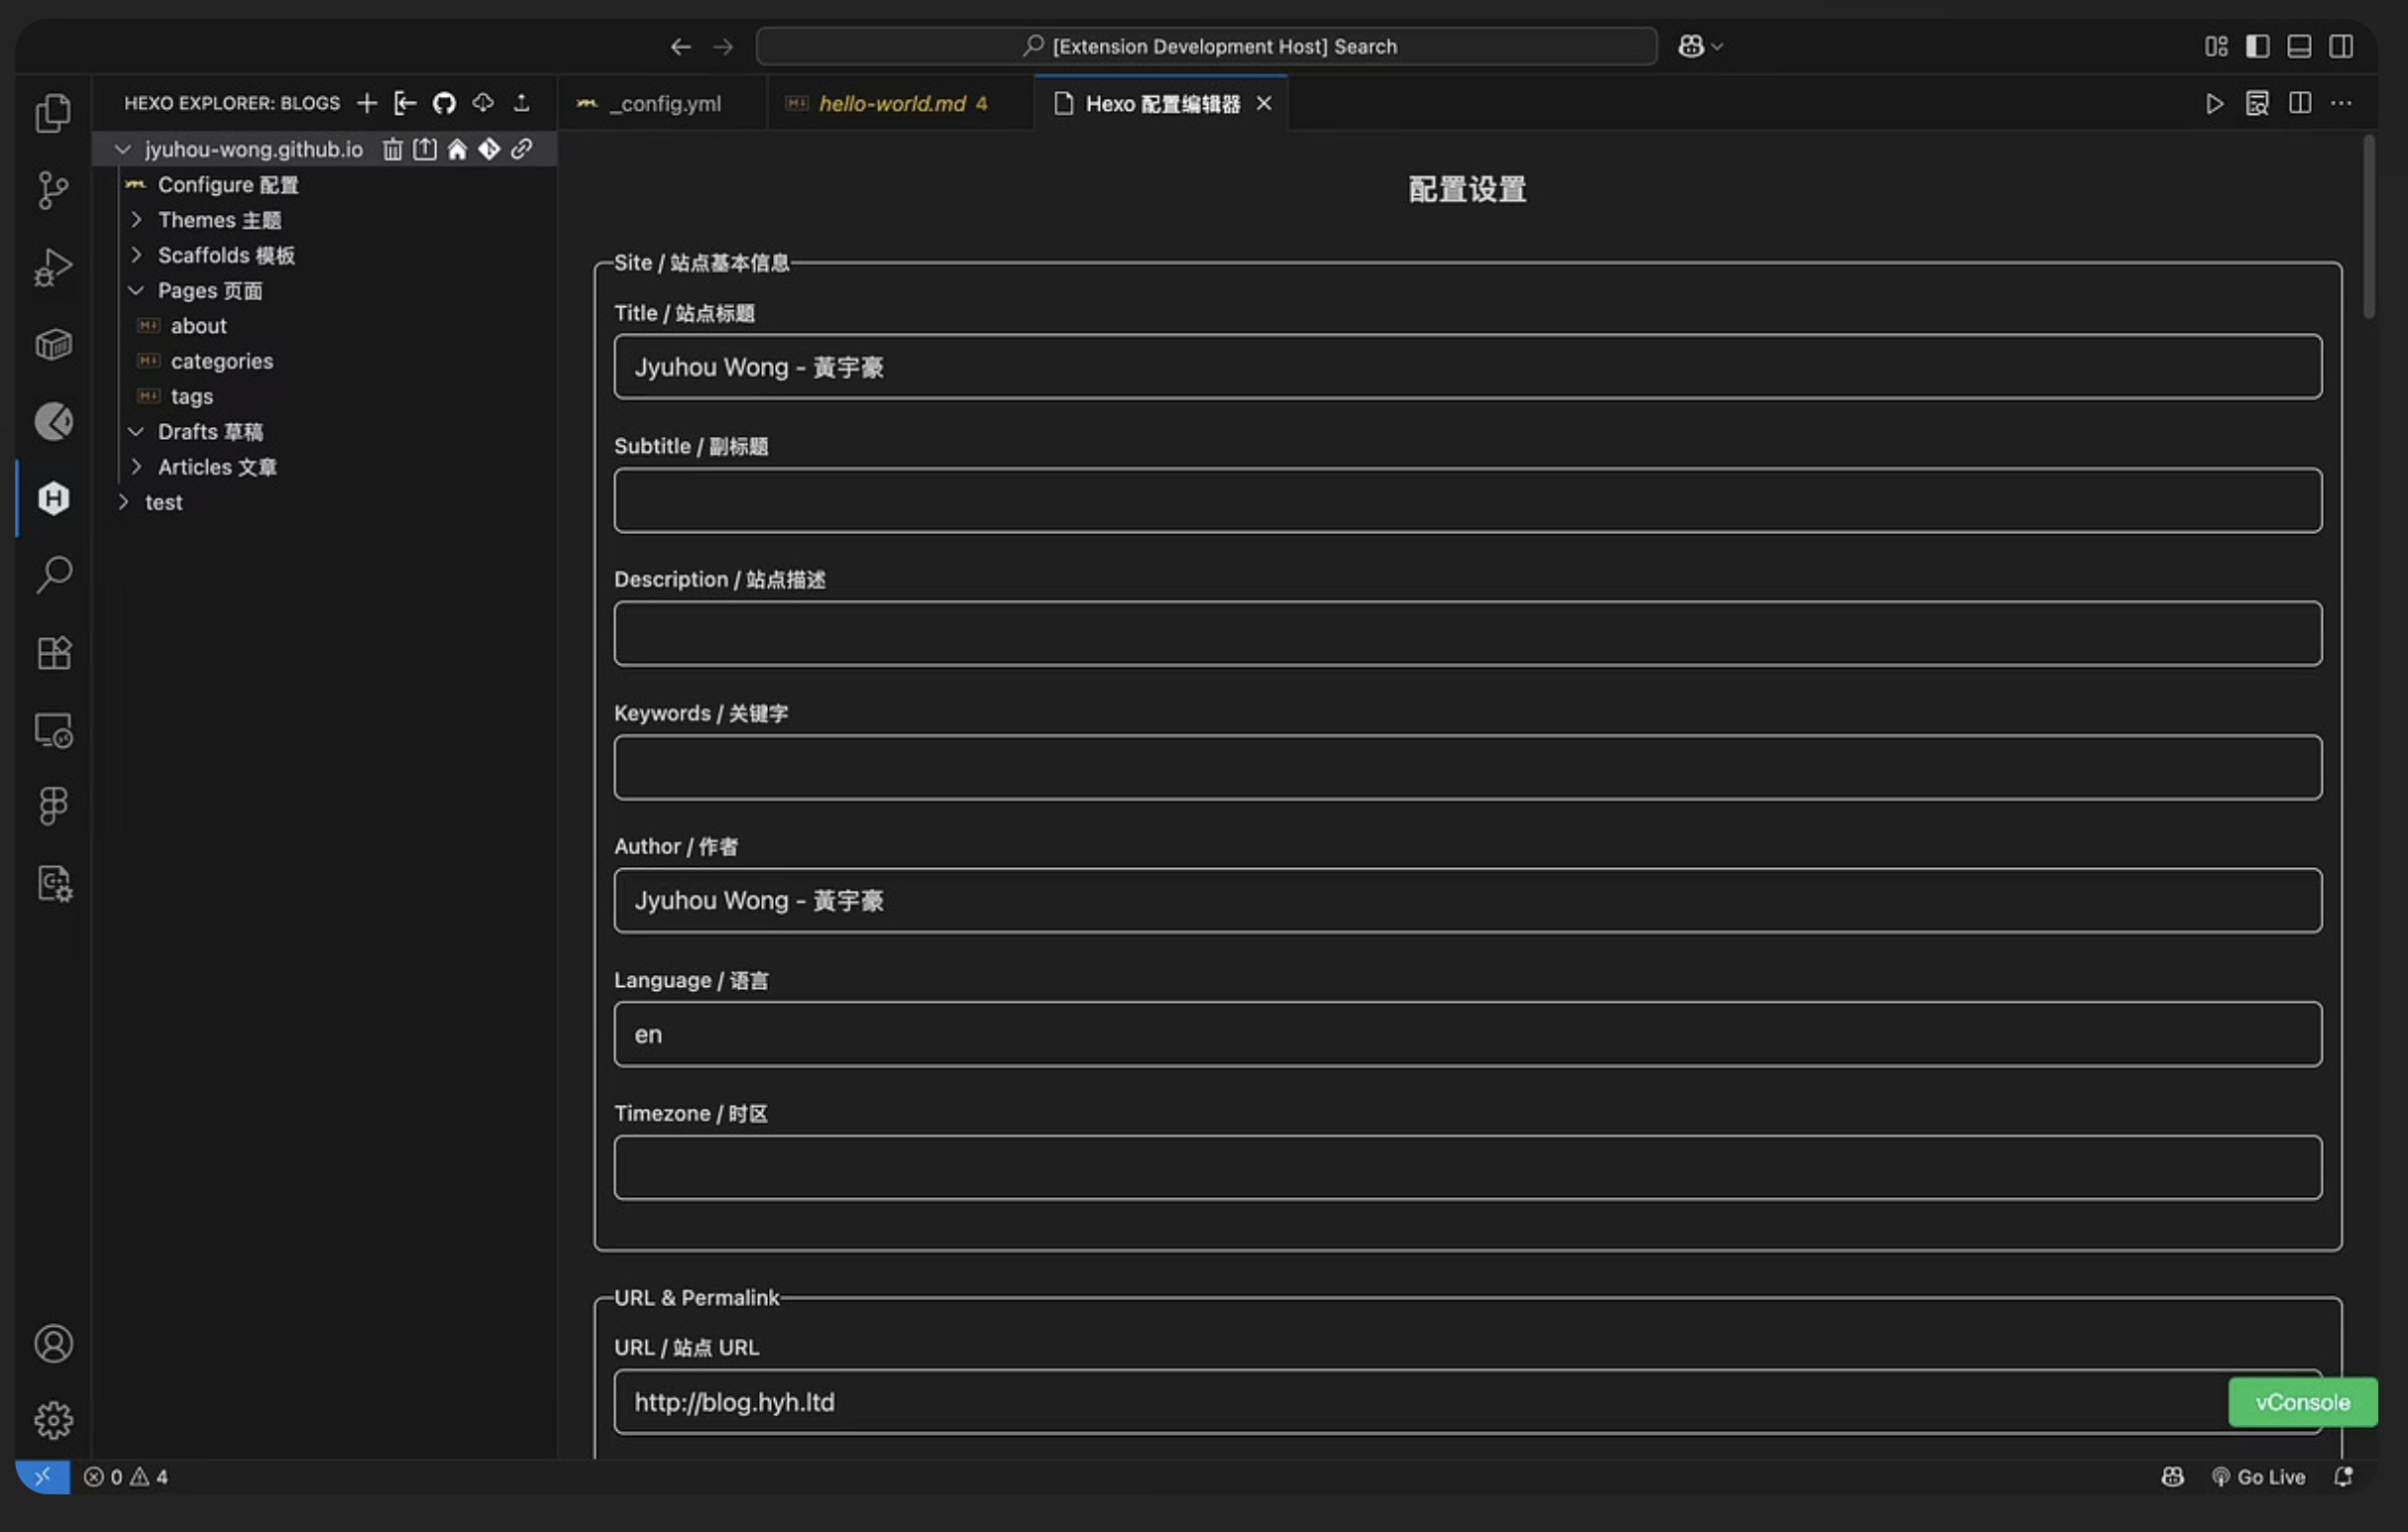 [Extension Development Host] Search
HEXO EXPLORER: BLOGS
_config.yml
hello-world.md 4
Hexo 配置编辑器
jyuhou-wong.github.io
Configure 配置
Themes 主题
Scaffolds 模板
Pages 页面
about
categories
tags
Drafts 草稿
Articles 文章
test
配置设置
Site / 站点基本信息
Title / 站点标题
Jyuhou Wong - 黃宇豪
Subtitle / 副标题
Description / 站点描述
Keywords / 关键字
Author / 作者
Jyuhou Wong - 黃宇豪
Language / 语言
en
Timezone / 时区
URL & Permalink
URL / 站点 URL
http://blog.hyh.ltd
vConsole
0 4
Go Live